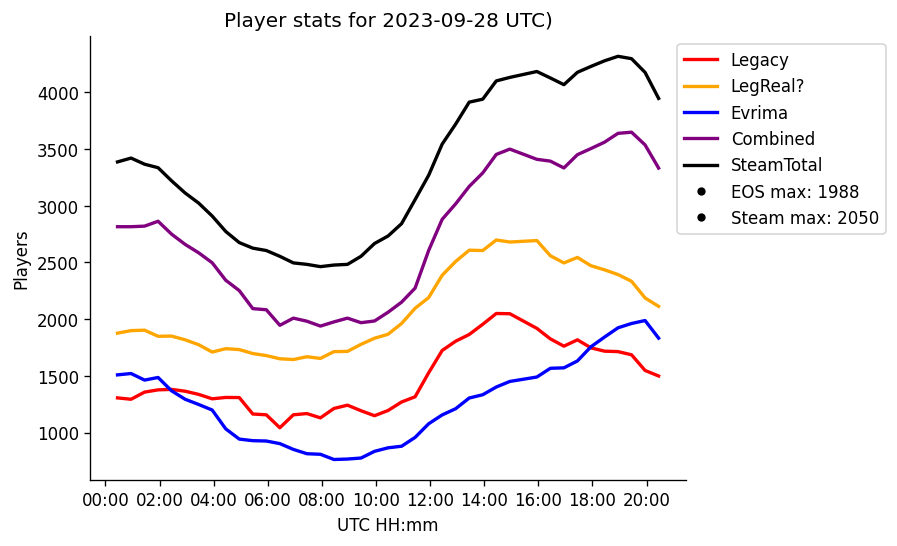 Player stats for 2023-09-28 UTC)
Legacy
LegReal?
Evrima
Combined
SteamTotal
EOS max: 1988
Steam max: 2050
Players
4000
3500
3000
2500
2000
1500
1000
00:00 02:00 04:00 06:00 08:00 10:00 12:00 14:00 16:00 18:00 20:00
UTC HH:mm